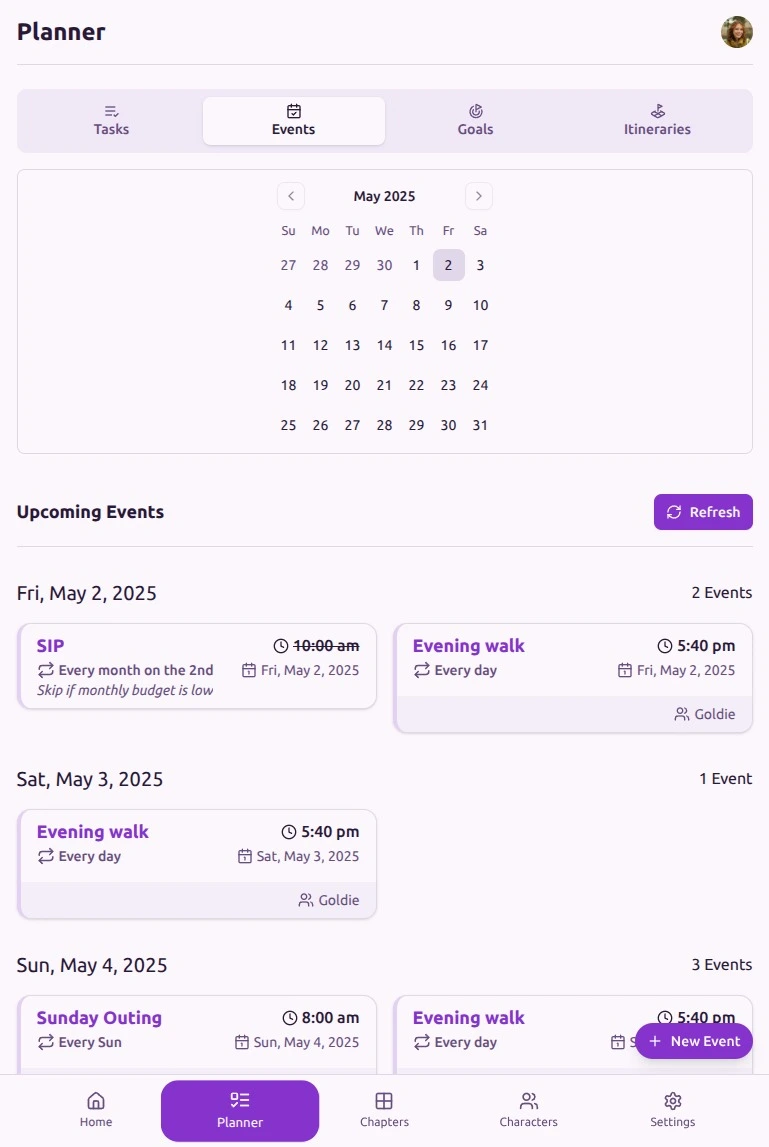 Planner
Tasks Events Goals Itineraries
May 2025
Su Mo Tu We Th Fr Sa
27 28 29 30 1 2 3
4 5 6 7 8 9 10
11 12 13 14 15 16 17
18 19 20 21 22 23 24
25 26 27 28 29 30 31
Upcoming Events
Refresh
Fri, May 2, 2025
2 Events
SIP 10:00 am
Every month on the 2nd Fri, May 2, 2025
Skip if monthly budget is low
Evening walk 5:40 pm
Every day Fri, May 2, 2025
Goldie
Sat, May 3, 2025
1 Event
Evening walk 5:40 pm
Every day Sat, May 3, 2025
Goldie
Sun, May 4, 2025
3 Events
Sunday Outing 8:00 am
Every Sun Sun, May 4, 2025
Evening walk 5:40 pm
Every day
New Event
Home Planner Chapters Characters Settings